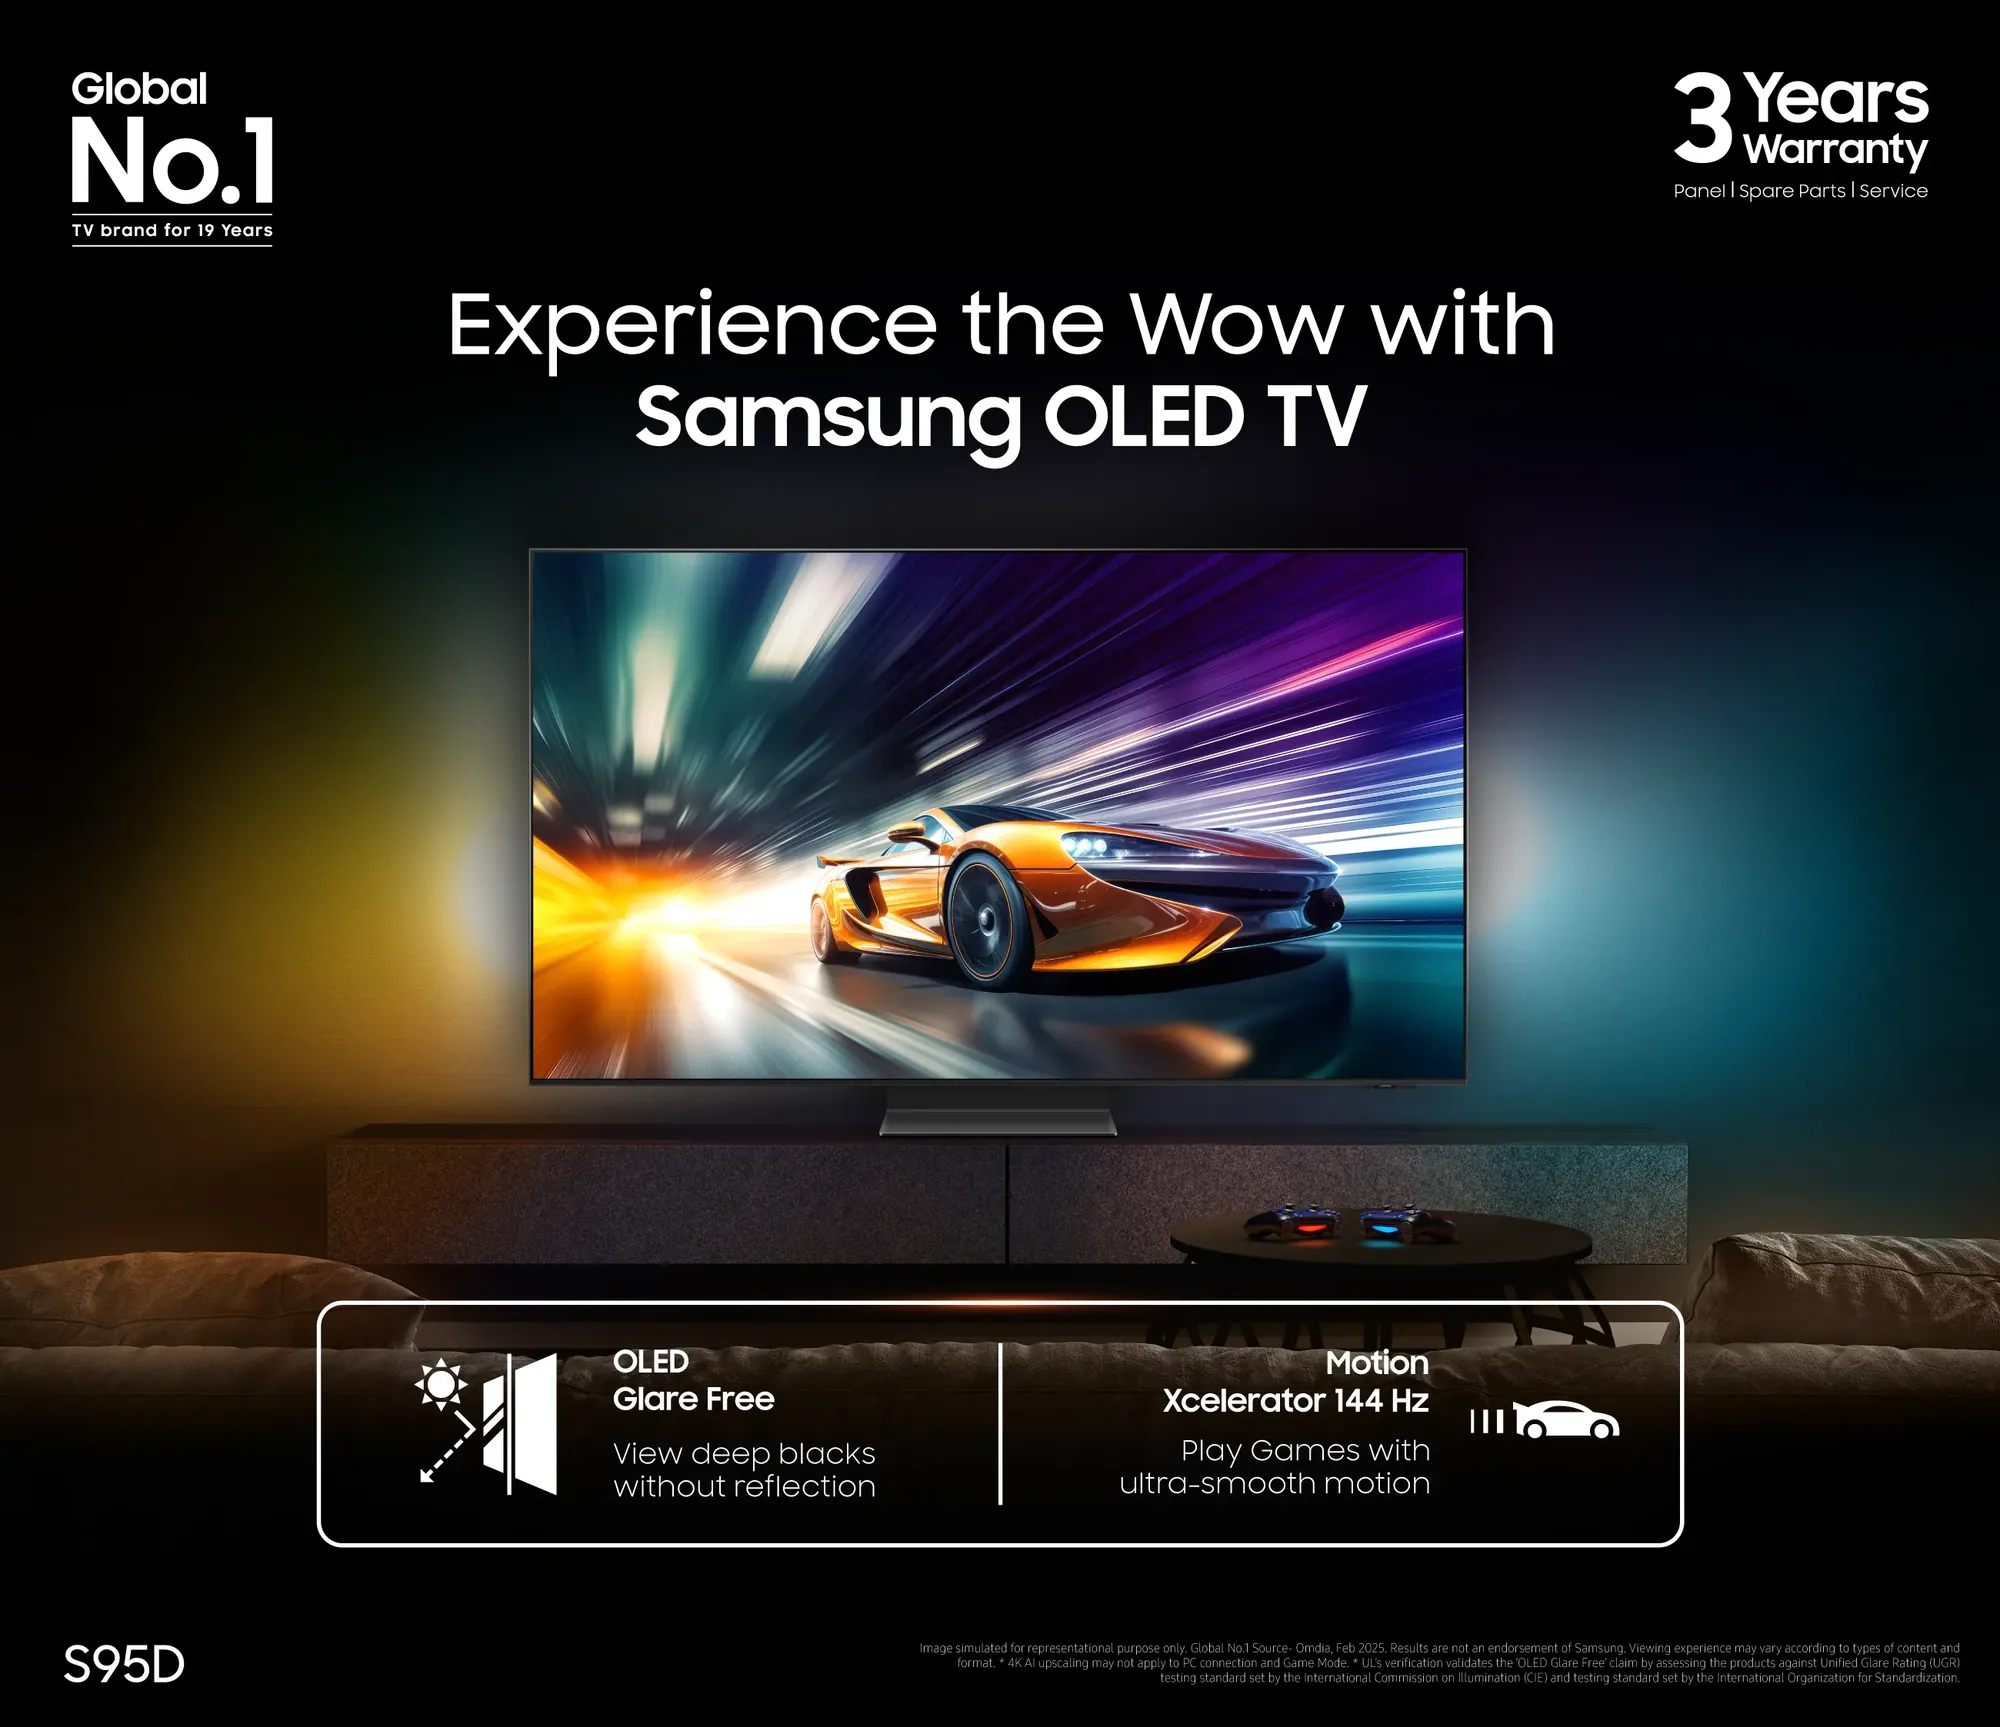 Global
No.1
TV brand for 19 Years
3 Years
Warranty
Panel | Spare Parts | Service
Experience the Wow with
Samsung OLED TV
OLED
Glare Free
View deep blacks
without reflection
Motion
Xcelerator 144 Hz
Play Games with
ultra-smooth motion
S95D
Image simulated for representational purpose only. Global No.1 Source- Omdia, Feb 2025. Results are not an endorsement of Samsung. Viewing experience may vary according to types of content and
format. * 4K AI upscaling may not apply to PC connection and Game Mode. * UL's verification validates the 'OLED Glare Free' claim by assessing the products against Unified Glare Rating (UGR)
testing standard set by the International Commission on Illumination (CIE) and testing standard set by the International Organization for Standardization.